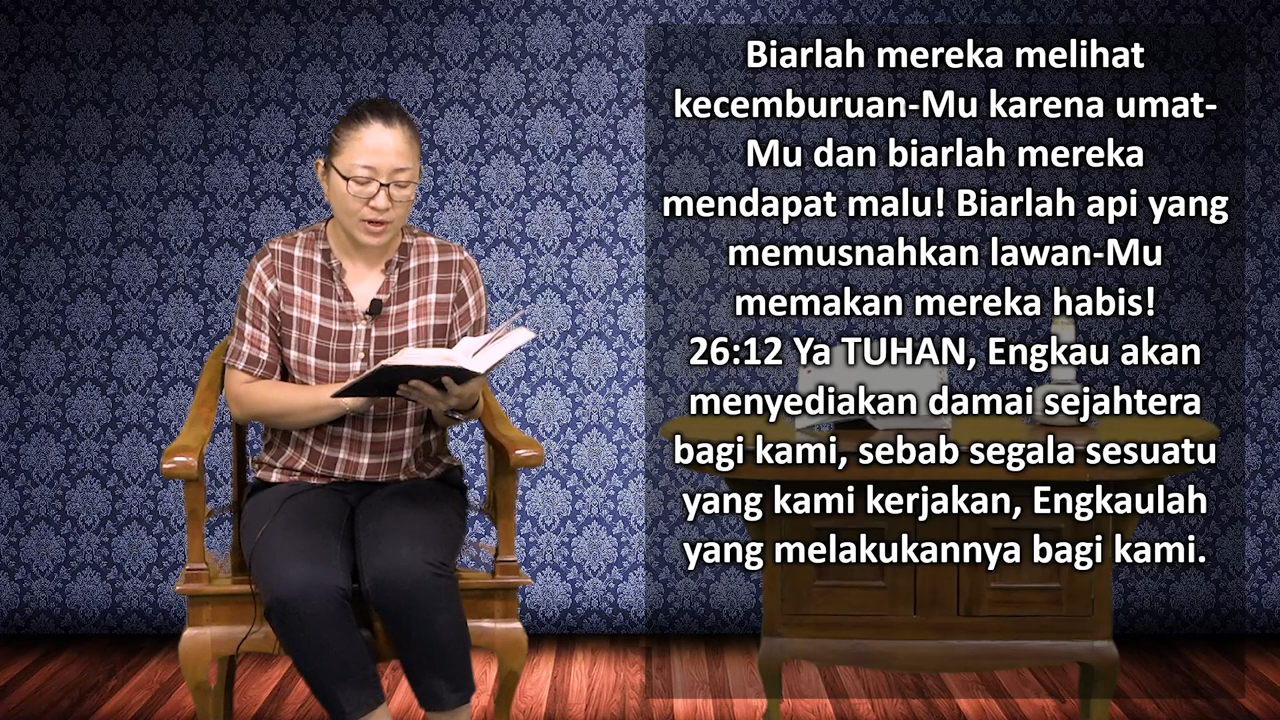 Biarlah mereka melihat
kecemburuan-Mu karena umat-
Mu dan biarlah mereka
mendapat malu! Biarlah api yang
memusnahkan lawan-Mu
memakan mereka habis!
26:12 Ya TUHAN, Engkau akan
menyediakan damai sejahtera
bagi kami, sebab segala sesuatu
yang kami kerjakan, Engkaulah
yang melakukannya bagi kami.